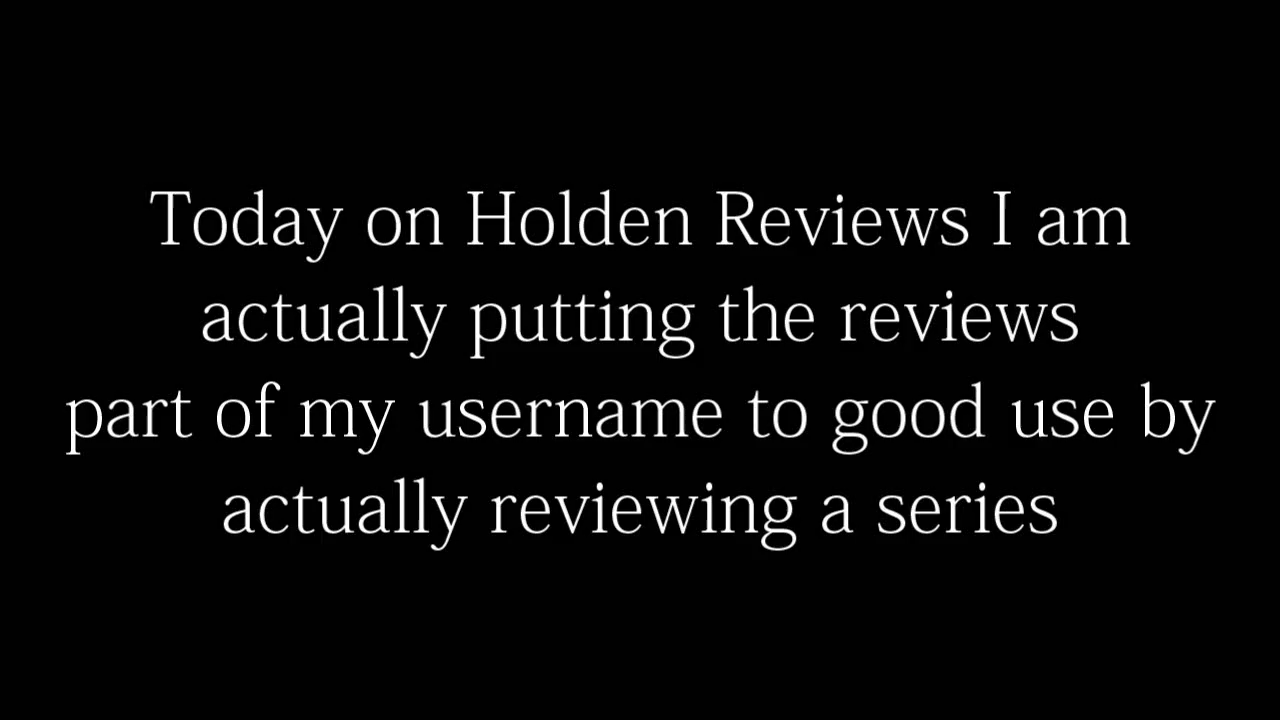 Today on Holden Reviews I am
actually putting the reviews
part of my username to good use by
actually reviewing a series